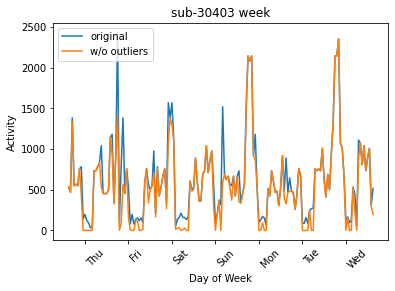 sub-30403 week
original
w/o outliers
2500
2000
1500
1000
500
0
Activity
Thu
Fri
Sat
Sun
Mon
Tue
Wed
Day of Week